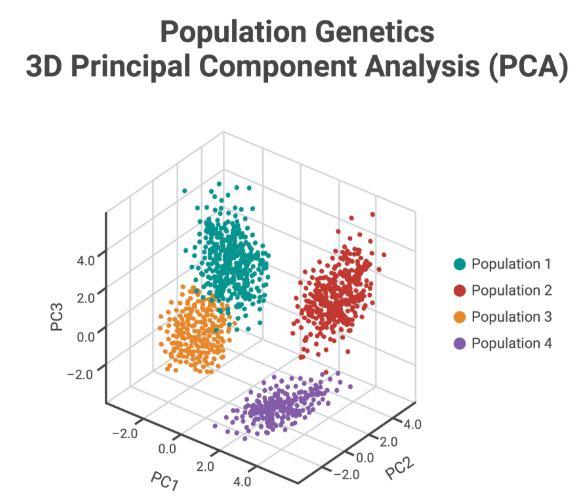 Population Genetics
3D Principal Component Analysis (PCA)
4.0
2.0
0.0
−2.0
PC3
Population 1
Population 2
Population 3
Population 4
−2.0
0.0
2.0
4.0
PC1
4.0
2.0
0.0
−2.0
PC2